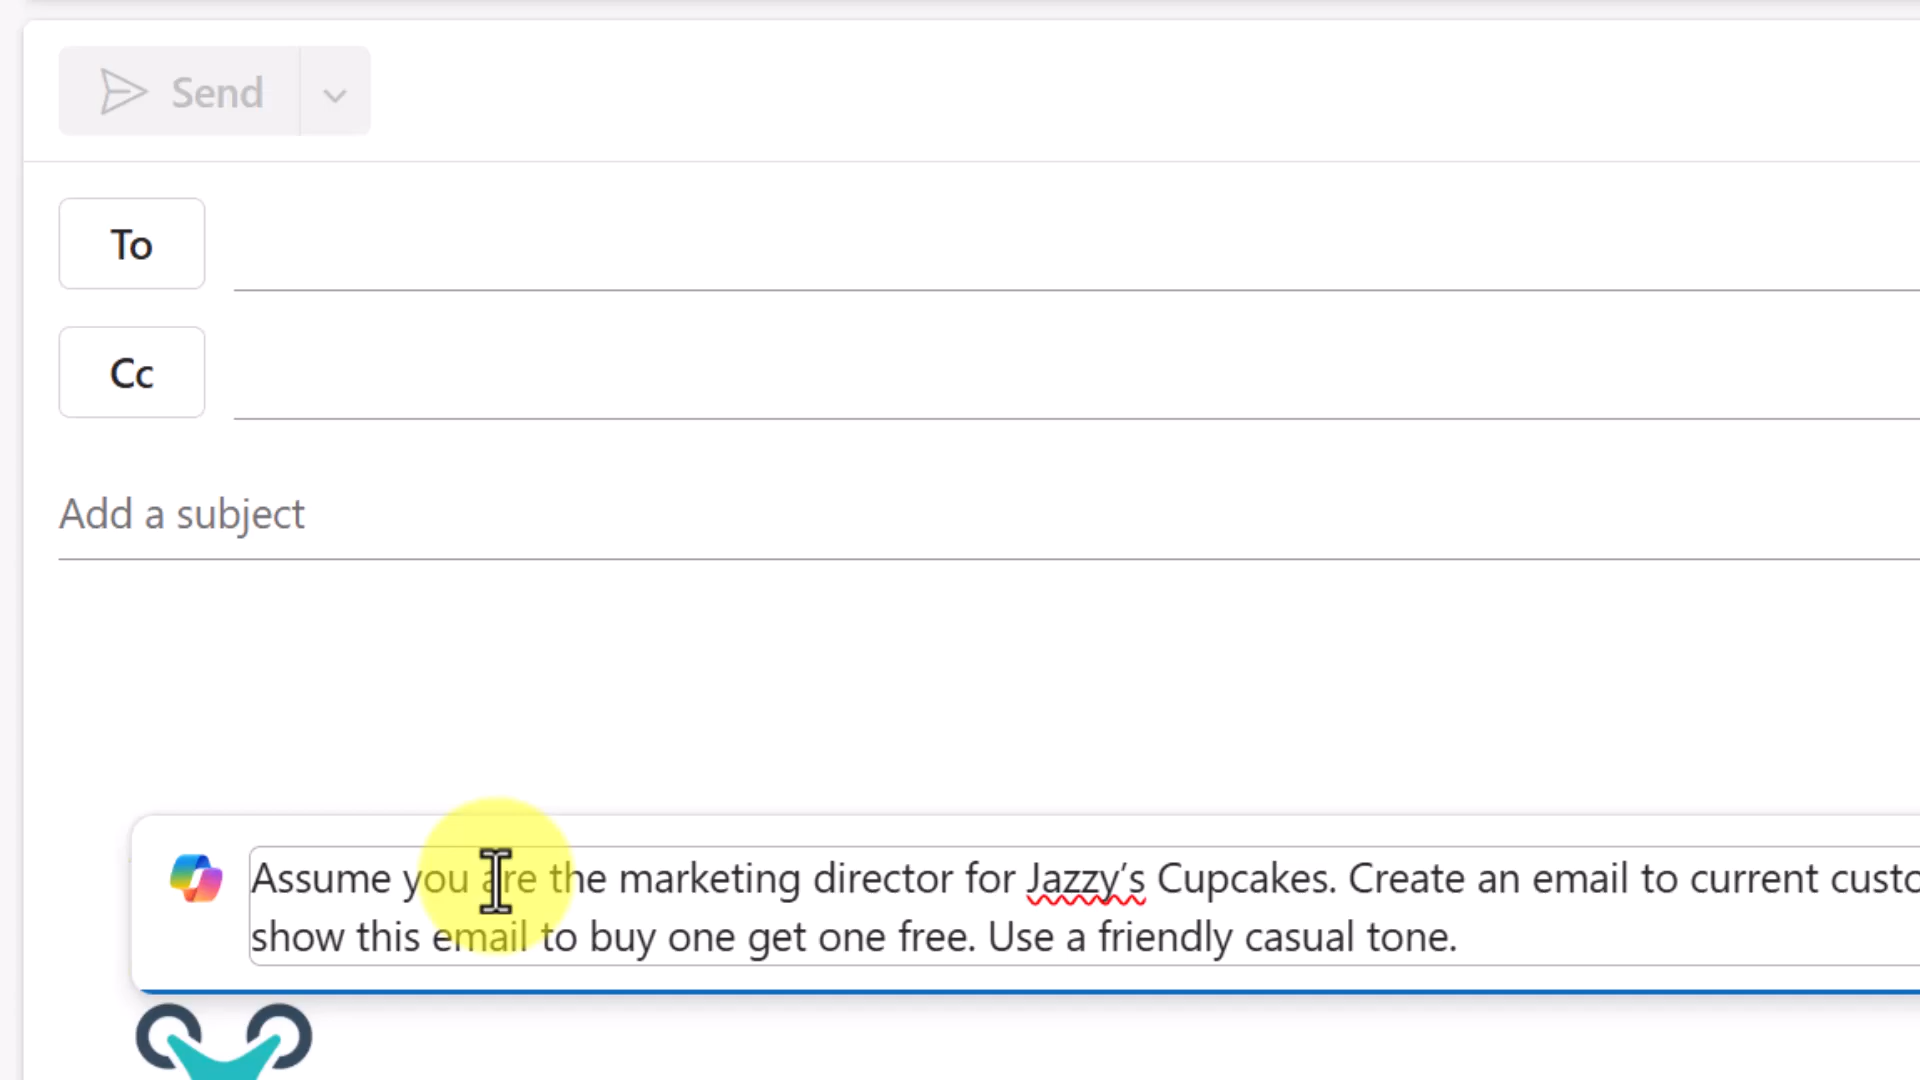 Send
To
Cc
Add a subject
Assume you are the marketing director for Jazzy’s Cupcakes. Create an email to current
show this email to buy one get one free. Use a friendly casual tone.